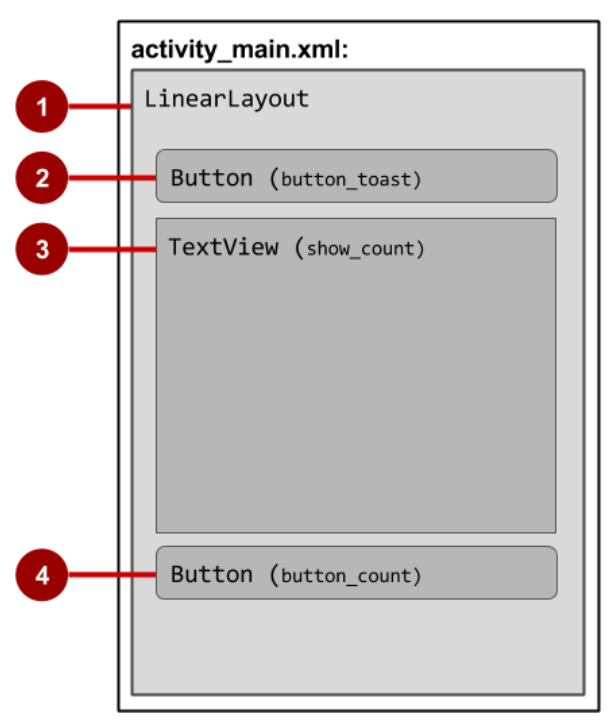 activity_main.xml:
1
LinearLayout
2
Button (button_toast)
3
TextView (show_count)
4
Button (button_count)